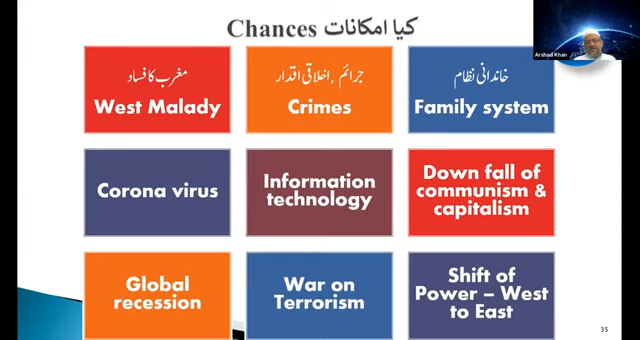 کیا امکانات Chances
Arshad Khan
مغرب کا فساد
West Malady
جرائم , اخلاقی اقدار
Crimes
خاندانی نظام
Family system
Corona virus
Information
technology
Down fall of
communism &
capitalism
Global
recession
War on
Terrorism
Shift of
Power – West
to East
35